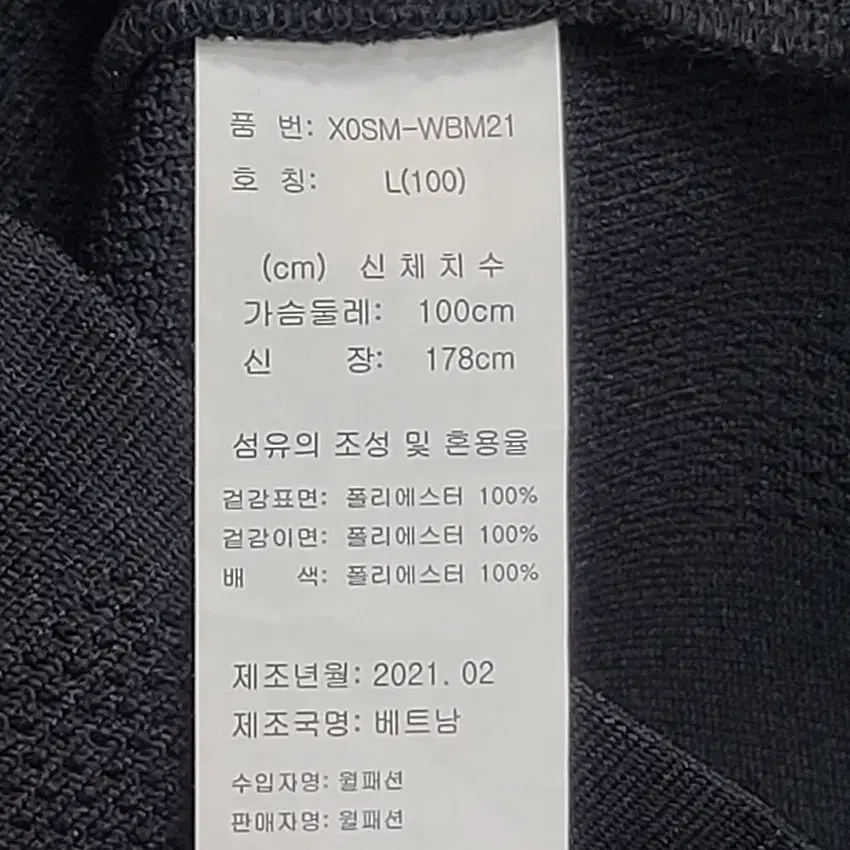 품 번: X0SM-WBM21
호 칭: L(100)
(cm) 신 체 치 수
가슴둘레: 100cm
신 장: 178cm
섬유의 조성 및 혼용율
겉감표면: 폴리에스터 100%
겉감이면: 폴리에스터 100%
배 색: 폴리에스터 100%
제조년월: 2021. 02
제조국명: 베트남
수입자명: 월패션
판매자명: 월패션